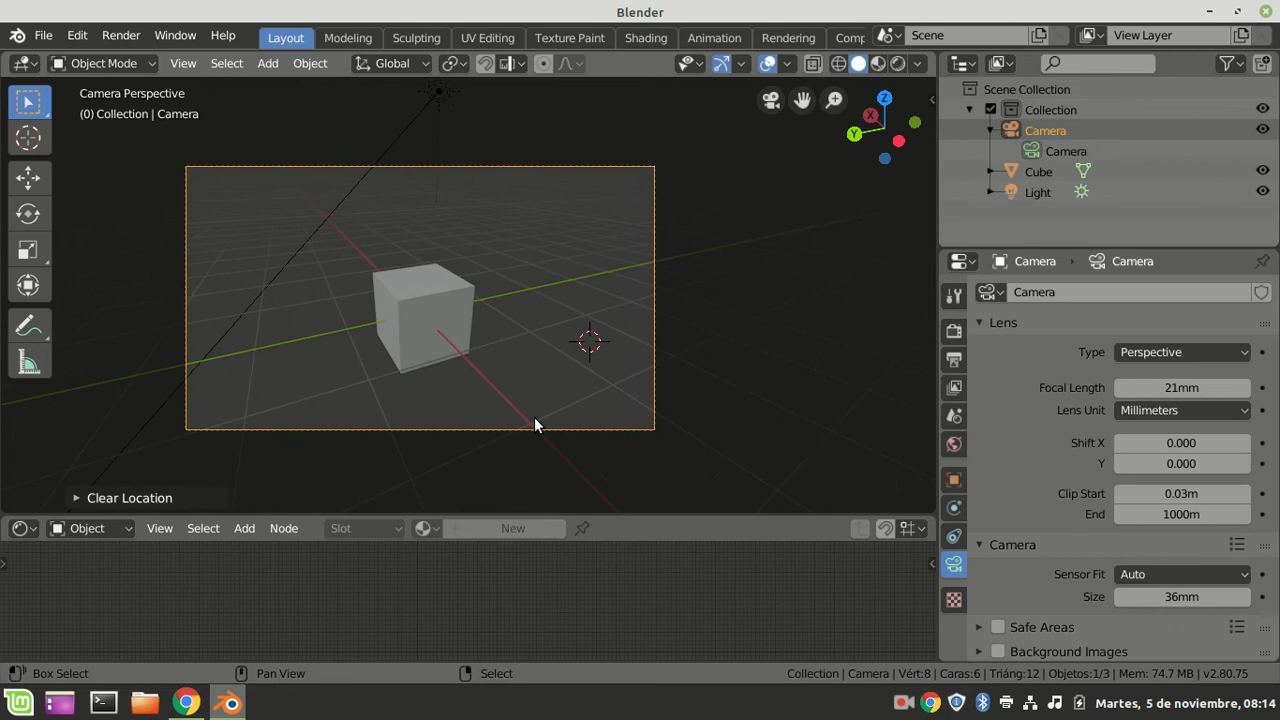 Blender
File Edit Render Window Help Layout Modeling Sculpting UV Editing Texture Paint Shading Animation Rendering Comp Scene View Layer
Object Mode View Select Add Object Global
Camera Perspective
(0) Collection | Camera
X
Y
Z
Clear Location
Object View Select Add Node Slot New
Scene Collection
Collection
Camera
Camera
Cube
Light
Camera Camera
Camera
Lens
Type Perspective
Focal Length 21mm
Lens Unit Millimeters
Shift X 0.000
Y 0.000
Clip Start 0.03m
End 1000m
Camera
Sensor Fit Auto
Size 36mm
Safe Areas
Background Images
Box Select Pan View Select Collection | Camera | Vért:8 | Caras:6 | Triáng:12 | Objetos:1/3 | Mem: 74.7 MB | v2.80.75
Martes, 5 de noviembre, 08:14